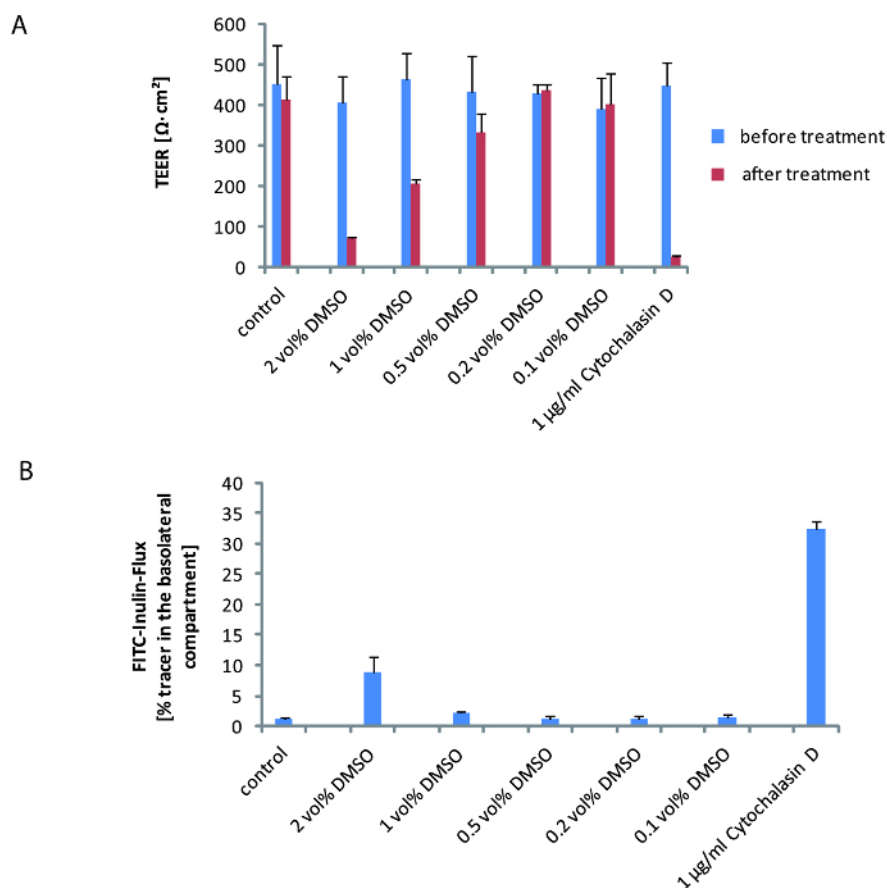 A
600
500
400
300
200
100
0
TEER [Ω·cm²]
before treatment
after treatment
control
2 vol% DMSO
1 vol% DMSO
0.5 vol% DMSO
0.2 vol% DMSO
0.1 vol% DMSO
1 µg/ml Cytochalasin D
B
40
35
30
25
20
15
10
5
0
FITC-Inulin-Flux
[% tracer in the basolateral
compartment]
control
2 vol% DMSO
1 vol% DMSO
0.5 vol% DMSO
0.2 vol% DMSO
0.1 vol% DMSO
1 µg/ml Cytochalasin D